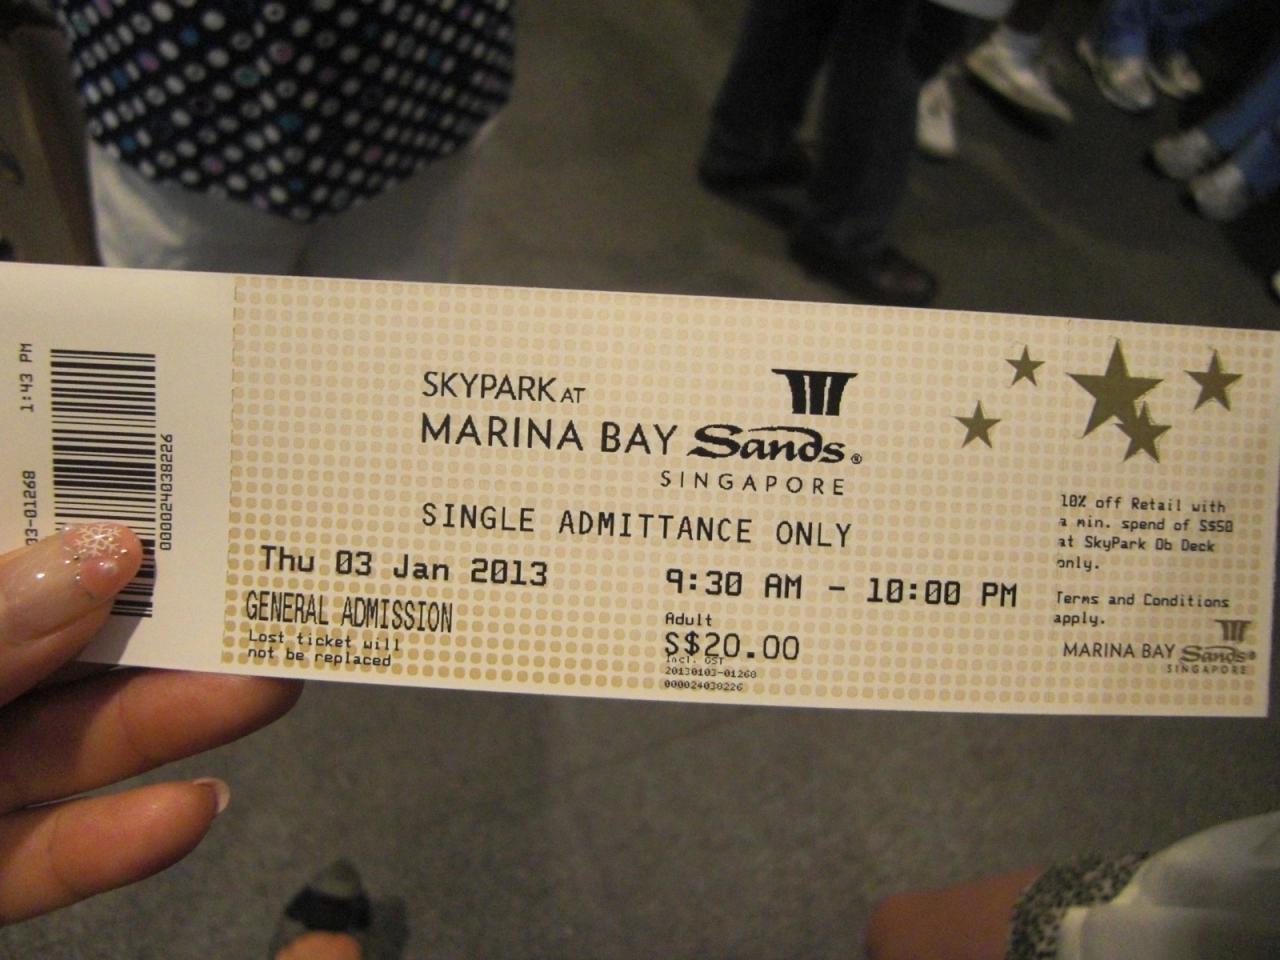 1:43 PM
03-01268
000024038226
SKYPARK AT
MARINA BAY Sands®
SINGAPORE
SINGLE ADMITTANCE ONLY
Thu 03 Jan 2013
9:30 AM - 10:00 PM
GENERAL ADMISSION
Lost ticket will
not be replaced
Adult
S$20.00
Incl. GST
20130103-01268
000024038226
10% off Retail with
a min. spend of S$50
at SkyPark Ob Deck
only.
Terms and Conditions
apply.
MARINA BAY Sands®
SINGAPORE